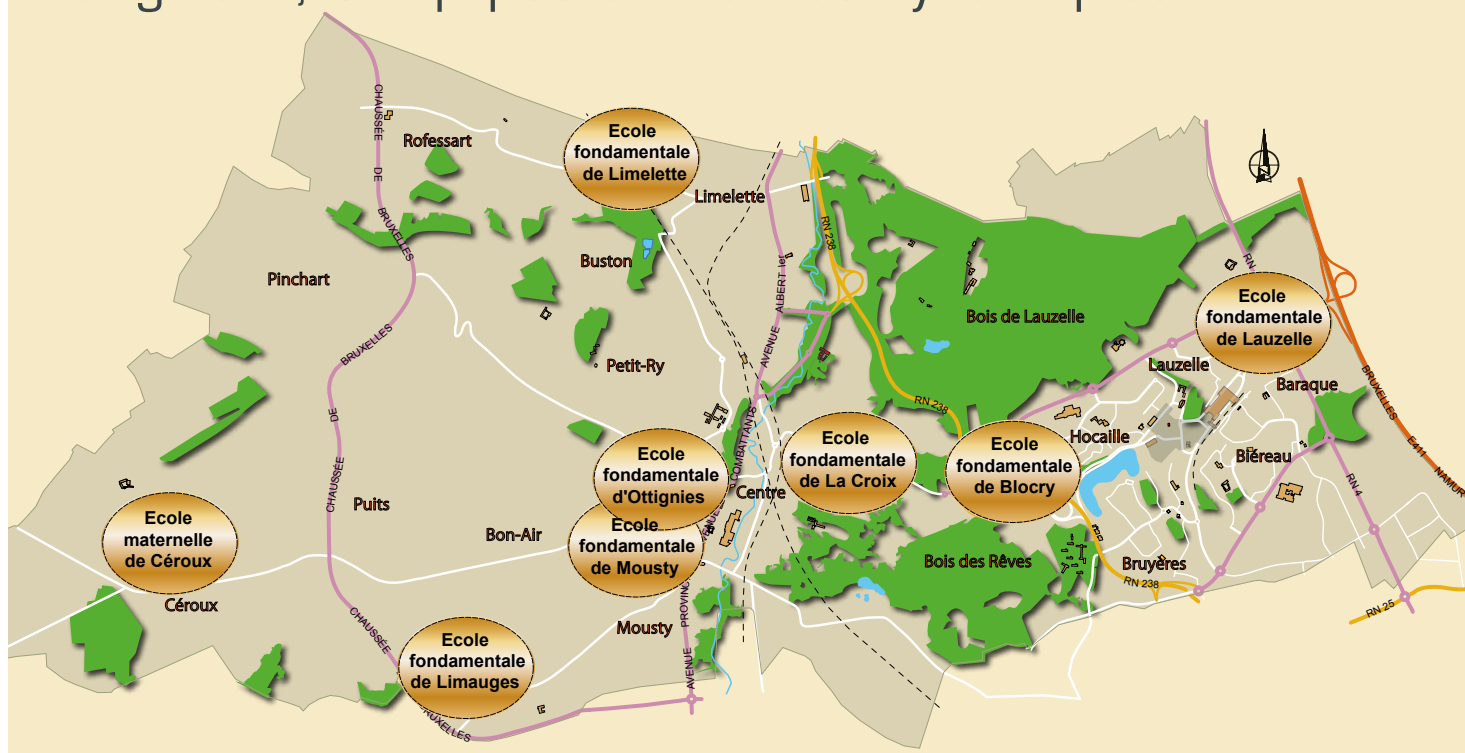 CHAUSSÉE
DE
BRUXELLES
Rofessart
Ecole
fondamentale
de Limelette
Limelette
RN 238
Pinchart
Buston
AVENUE ALBERT Ier
Bois de Lauzelle
RN
Ecole
fondamentale
de Lauzelle
BRUXELLES
DE
CHAUSSÉE
Petit-Ry
RN 238
Lauzelle
Baraque
BRUXELLES
E411
NAMUR
COMBATTANTS
Hocaille
Biéreau
RN 4
Ecole
fondamentale
d'Ottignies
Ecole
fondamentale
de La Croix
Ecole
fondamentale
de Blocry
Centre
Puits
Bon-Air
Ecole
maternelle
de Céroux
Ecole
fondamentale
de Mousty
Bois des Rêves
Bruyères
RN 238
RN 25
Céroux
CHAUSSÉE
Mousty
AVENUE PROVINC
Ecole
fondamentale
de Limauges
RUXELLES